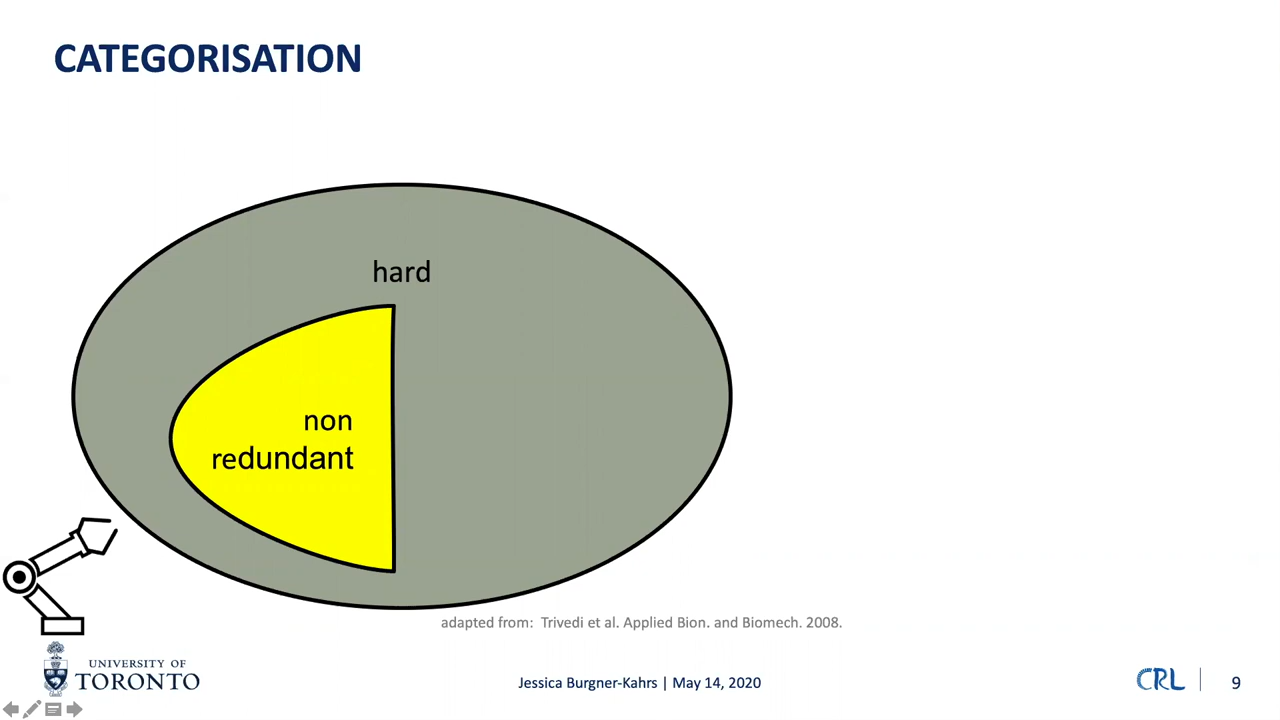 CATEGORISATION
hard
non
redundant
adapted from: Trivedi et al. Applied Bion. and Biomech. 2008.
UNIVERSITY OF
TORONTO
Jessica Burgner-Kahrs | May 14, 2020
CRL
9